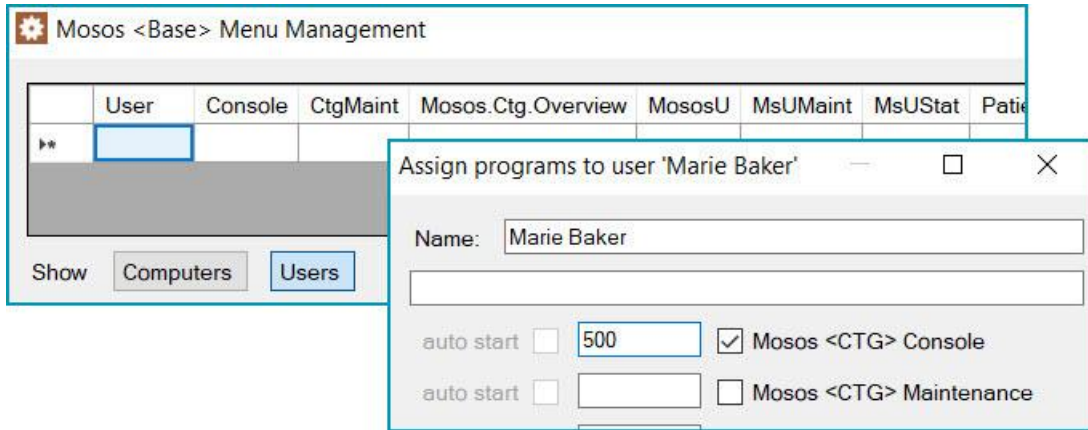 Mosos <Base> Menu Management
User Console CtgMaint Mosos.Ctg.Overview MososU MsUMaint MsUStat Patie
Assign programs to user 'Marie Baker'
Name: Marie Baker
Show Computers Users
auto start 500 Mosos <CTG> Console
auto start Mosos <CTG> Maintenance